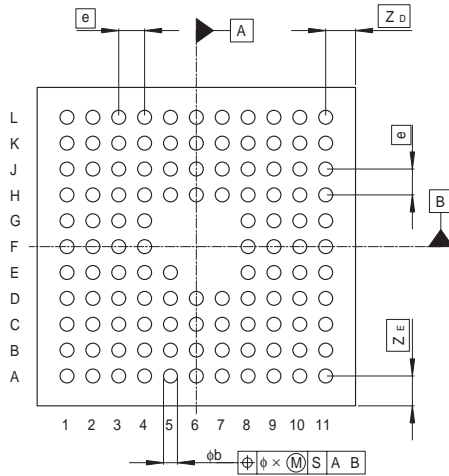 e
A
Z D
L
K
J
H
G
F
E
D
C
B
A
e
B
Z E
1 2 3 4 5 6 7 8 9 10 11
ϕb
⌖ ϕ × Ⓜ S A B